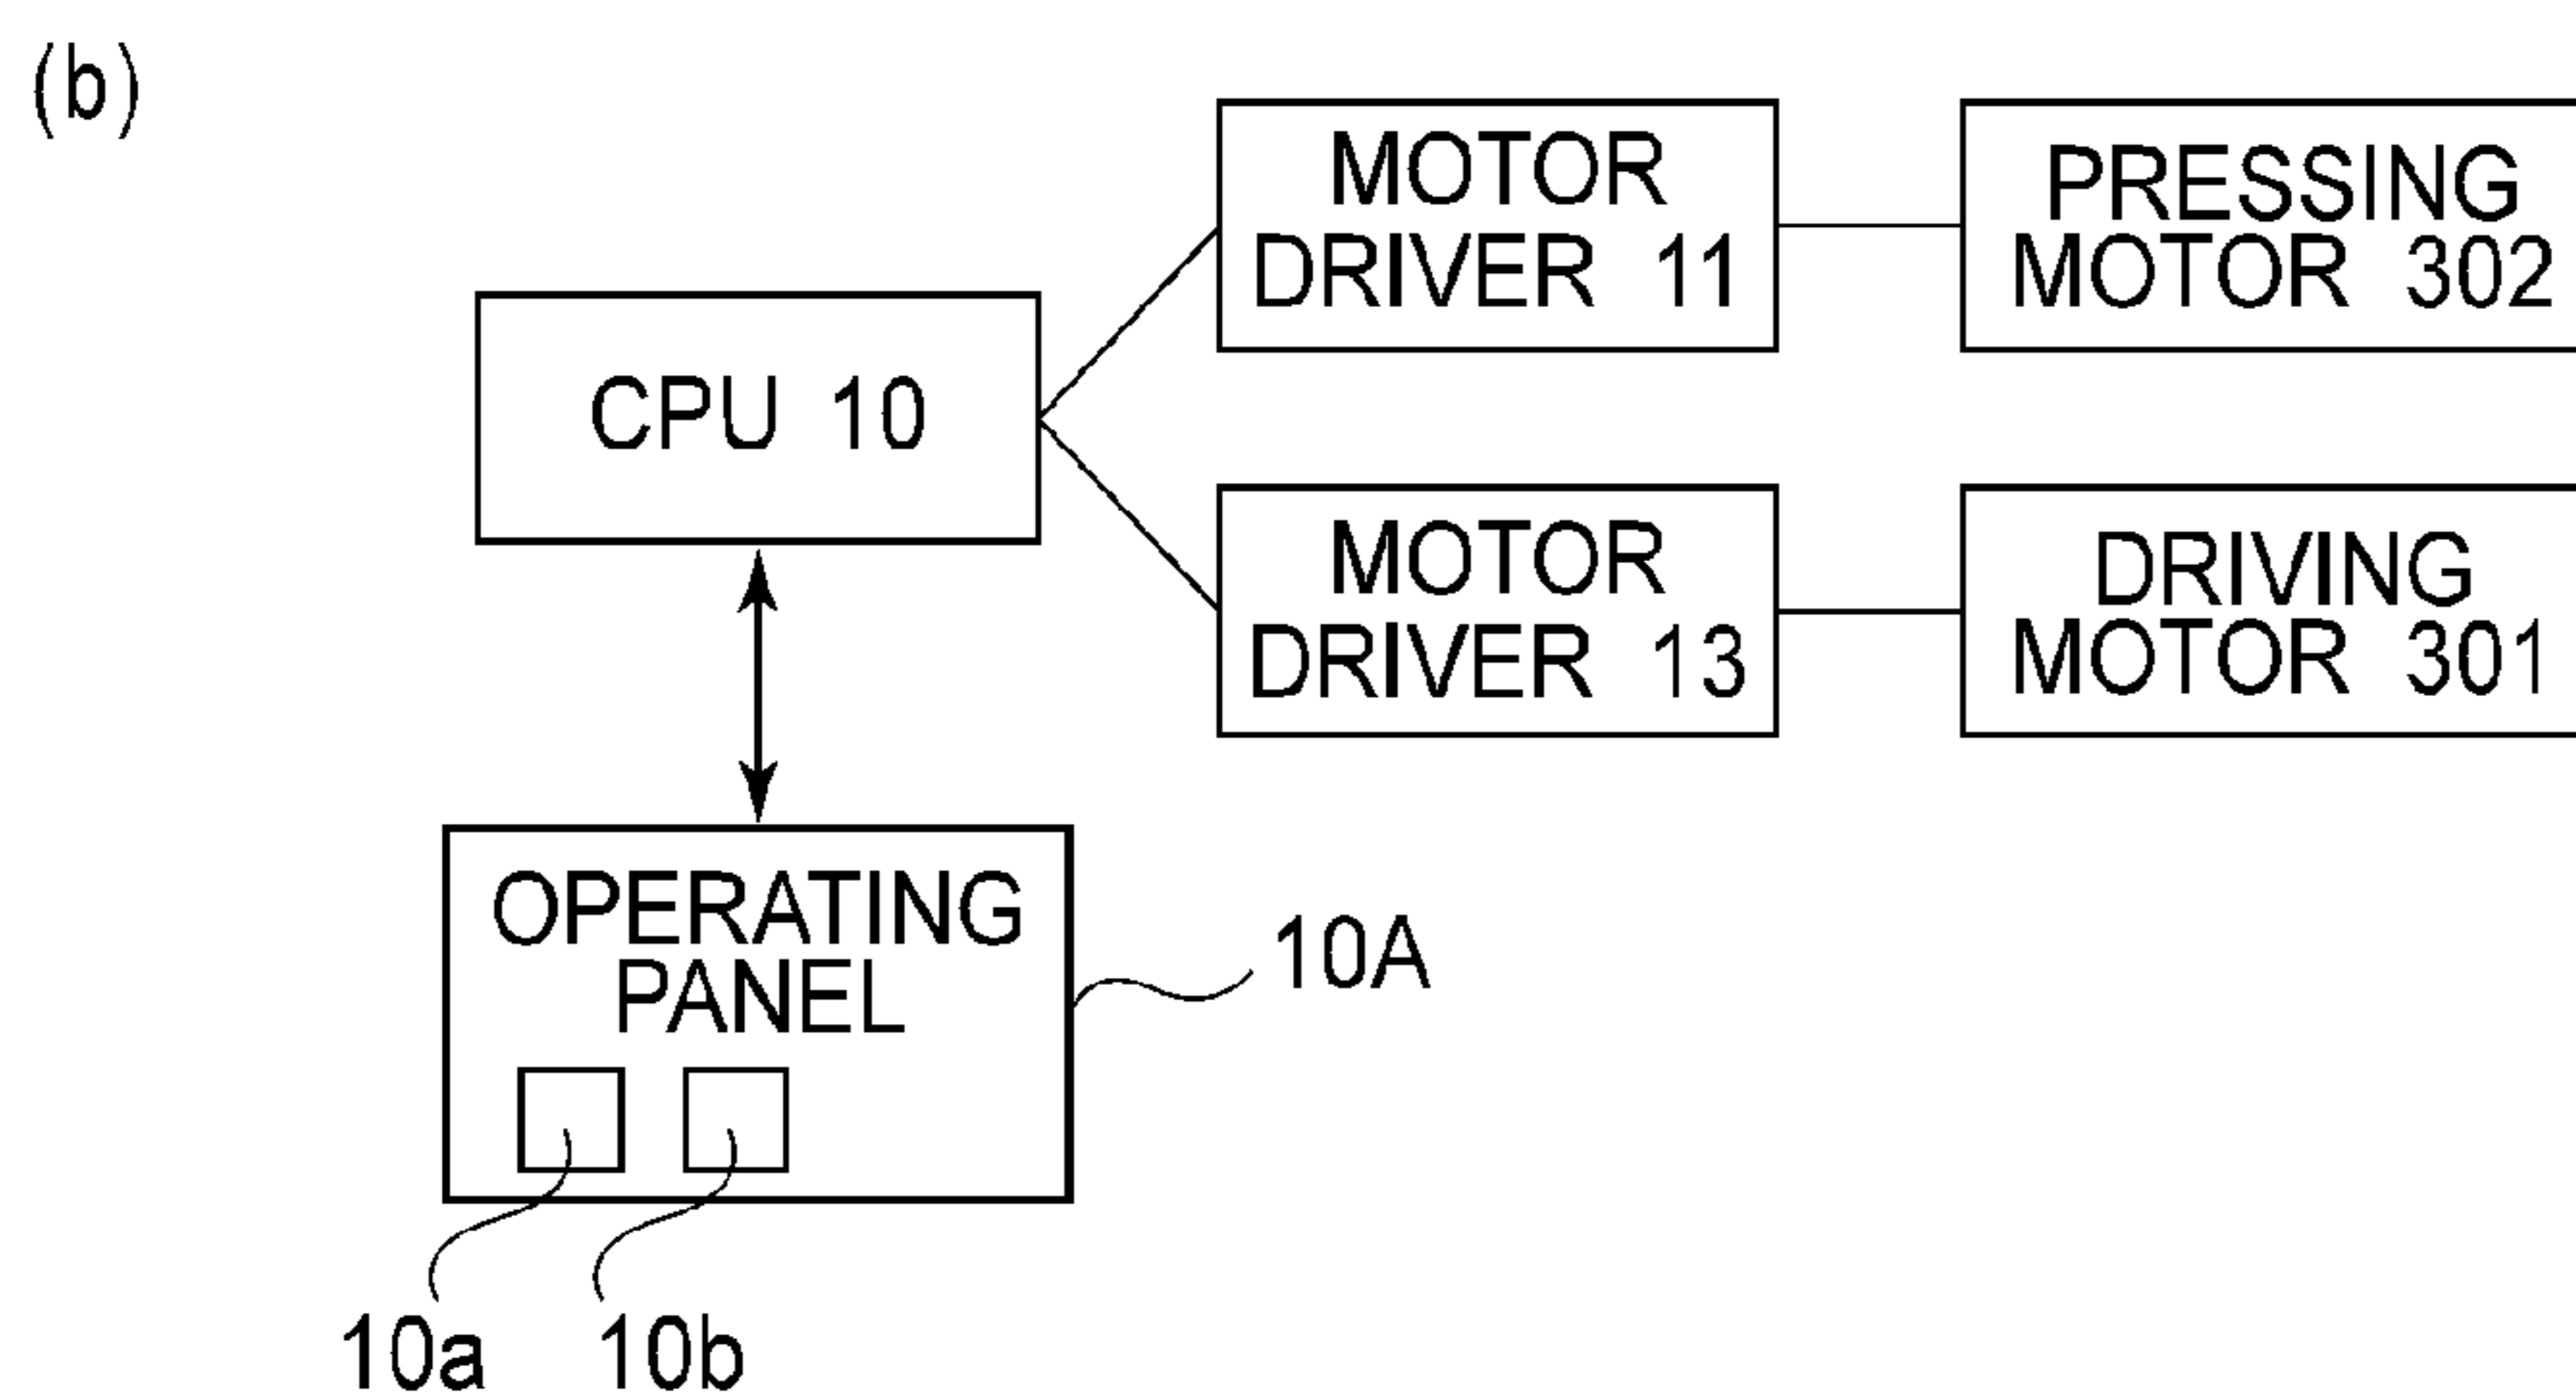 (b)
MOTOR
DRIVER 11
PRESSING
MOTOR 302
CPU 10
MOTOR
DRIVER 13
DRIVING
MOTOR 301
OPERATING
PANEL
10A
10a
10b